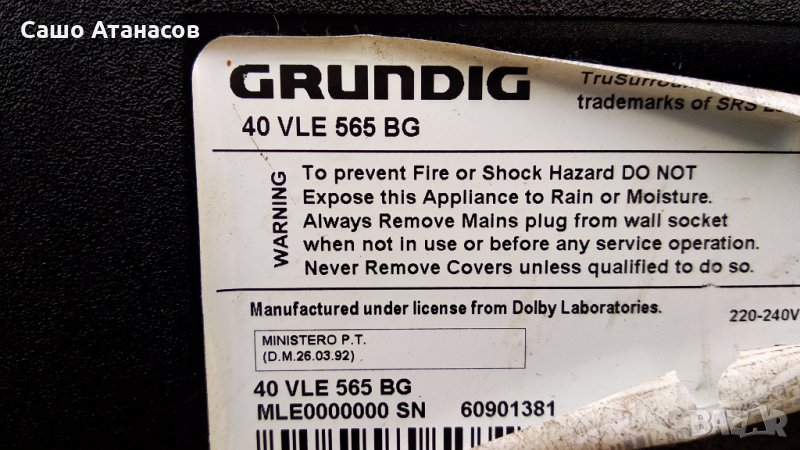 Сашо Атанасов
GRUNDIG
40 VLE 565 BG
trademarks of SRS
WARNING
To prevent Fire or Shock Hazard DO NOT
Expose this Appliance to Rain or Moisture.
Always Remove Mains plug from wall socket
when not in use or before any service operation.
Never Remove Covers unless qualified to do so.
Manufactured under license from Dolby Laboratories.
220-240V
MINISTERO P.T.
(D.M.26.03.92)
40 VLE 565 BG
MLE0000000 SN 60901381
BAZAR